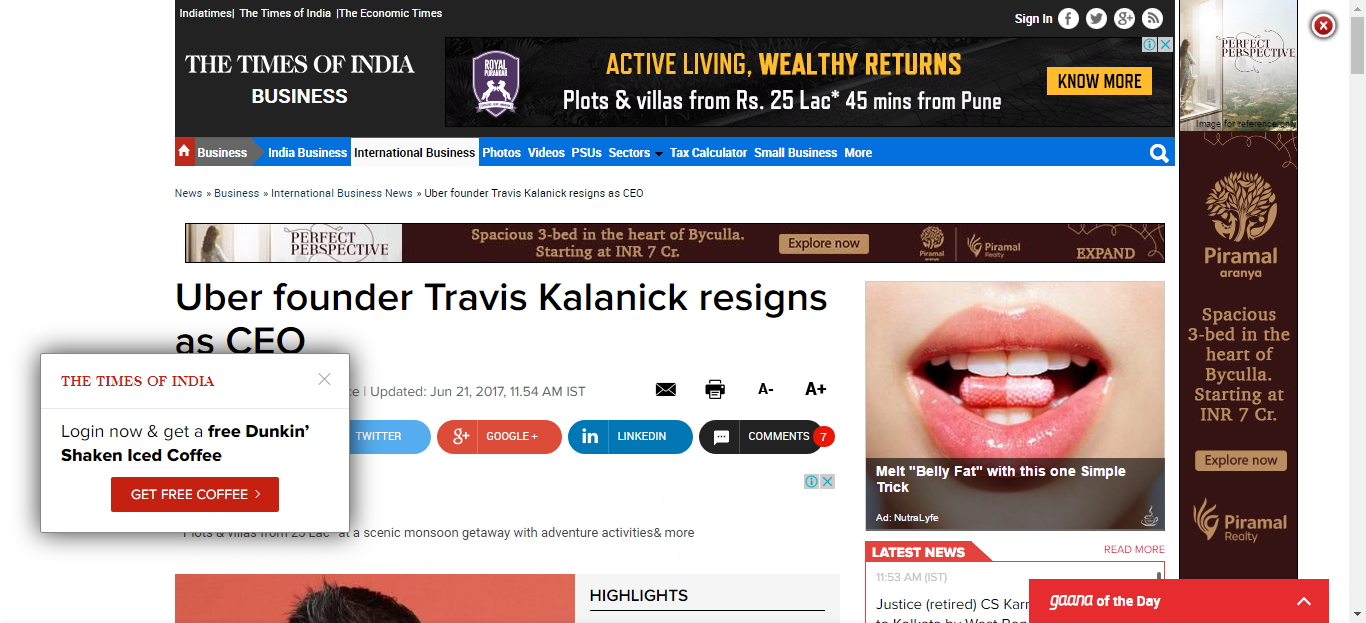 Indiatimes| The Times of India |The Economic Times
Sign In
THE TIMES OF INDIA
BUSINESS
ROYAL
PURANDAR
ACTIVE LIVING, WEALTHY RETURNS
Plots & villas from Rs. 25 Lac* 45 mins from Pune
KNOW MORE
PERFECT
PERSPECTIVE
Image for reference only
Business India Business International Business Photos Videos PSUs Sectors Tax Calculator Small Business More
News » Business » International Business News » Uber founder Travis Kalanick resigns as CEO
PERFECT
PERSPECTIVE
Spacious 3-bed in the heart of Byculla.
Starting at INR 7 Cr.
Explore now
Piramal
aranya
Piramal
Realty
EXPAND
Uber founder Travis Kalanick resigns
as CEO
| Updated: Jun 21, 2017, 11.54 AM IST
A- A+
TWITTER
g+ GOOGLE +
in LINKEDIN
COMMENTS 7
THE TIMES OF INDIA
Login now & get a free Dunkin’
Shaken Iced Coffee
GET FREE COFFEE
Plots & villas from 25 Lac* at a scenic monsoon getaway with adventure activities& more
HIGHLIGHTS
Melt "Belly Fat" with this one Simple
Trick
Ad: NutraLyfe
LATEST NEWS
READ MORE
11:53 AM (IST)
Justice (retired) CS
to Kolkata by West
gaana of the Day
Piramal
aranya
Spacious
3-bed in the
heart of
Byculla.
Starting at
INR 7 Cr.
Explore now
Piramal
Realty